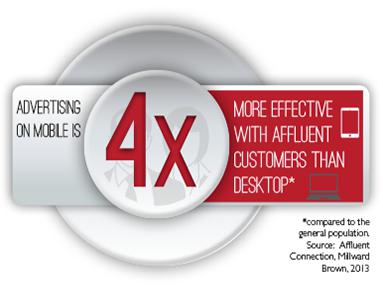 ADVERTISING
ON MOBILE IS
4X
MORE EFFECTIVE
WITH AFFLUENT
CUSTOMERS THAN
DESKTOP*
*compared to the
general population.
Source: Affluent
Connection, Millward
Brown, 2013